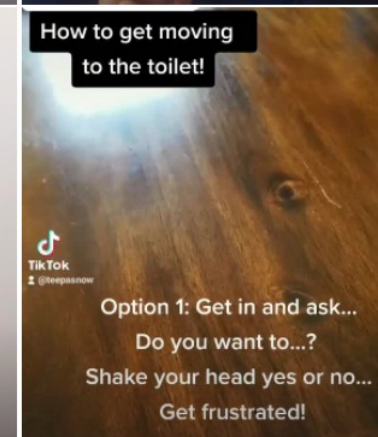 How to get moving
to the toilet!
TikTok
@teepasnow
Option 1: Get in and ask...
Do you want to...?
Shake your head yes or no...
Get frustrated!